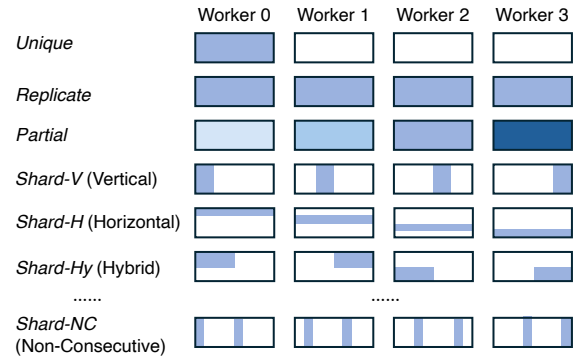 Worker 0 Worker 1 Worker 2 Worker 3
Unique
Replicate
Partial
Shard-V (Vertical)
Shard-H (Horizontal)
Shard-Hy (Hybrid)
...... ......
Shard-NC
(Non-Consecutive)